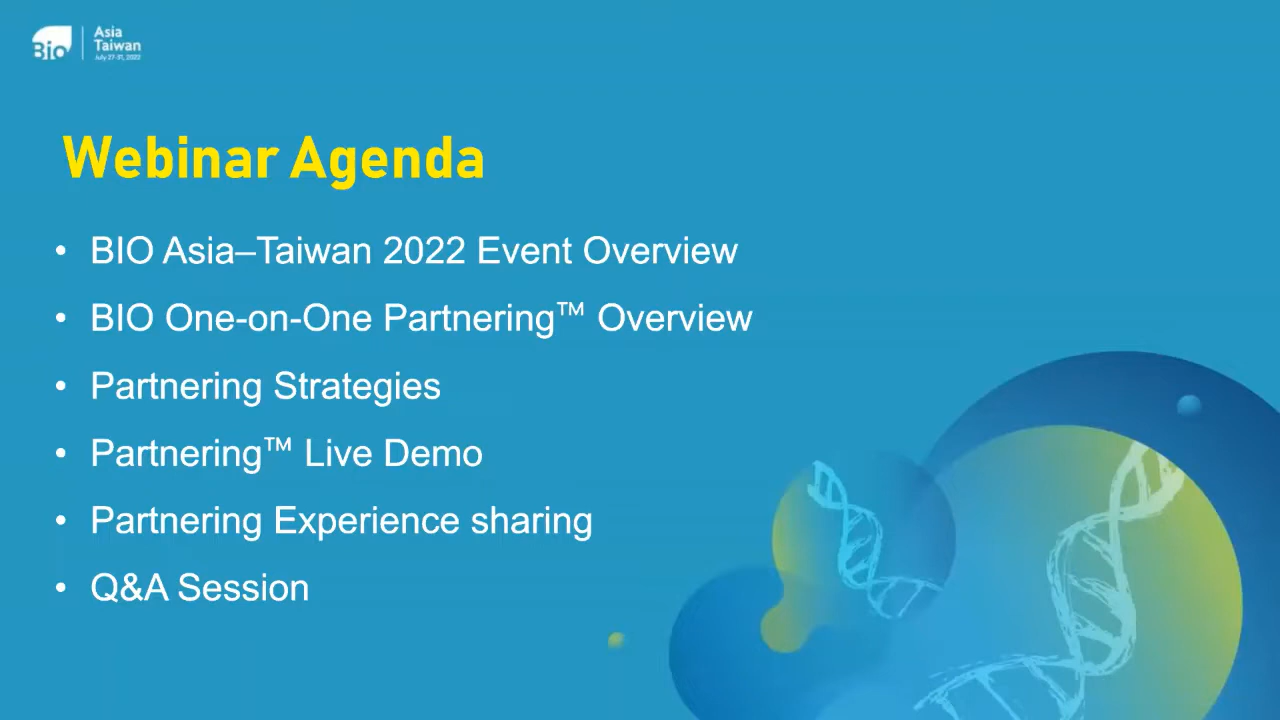 Bio
Asia
Taiwan
July 27-31, 2022
Webinar Agenda
• BIO Asia–Taiwan 2022 Event Overview
• BIO One-on-One Partnering™ Overview
• Partnering Strategies
• Partnering™ Live Demo
• Partnering Experience sharing
• Q&A Session